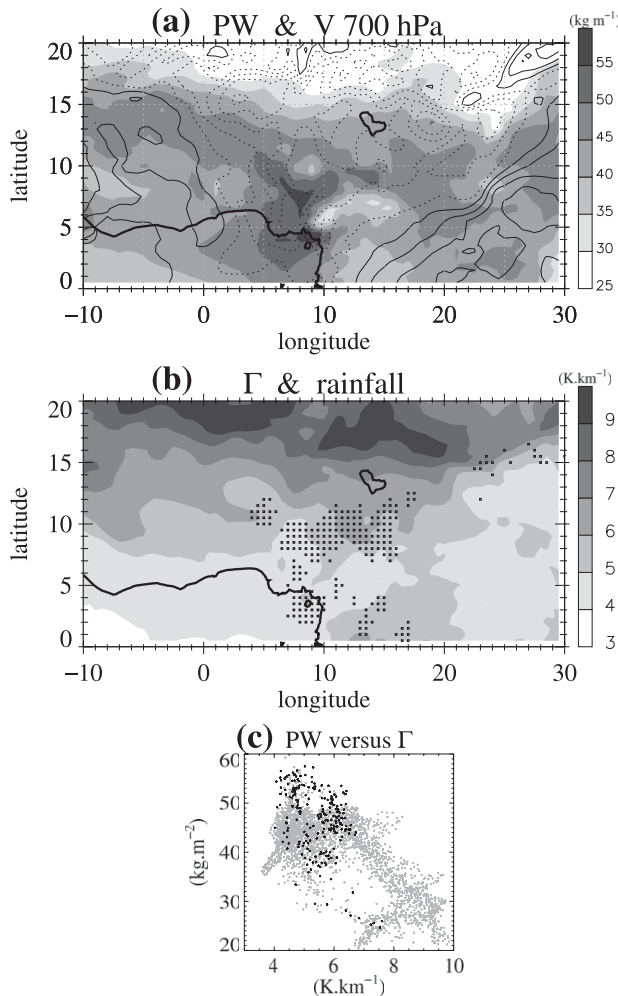 (a) PW & V 700 hPa (kg m⁻¹)
20
15
10
5
0
latitude
−10 0 10 20 30
longitude
55
50
45
40
35
30
25
(b) Γ & rainfall (K.km⁻¹)
20
15
10
5
0
latitude
−10 0 10 20 30
longitude
9
8
7
6
5
4
3
(c) PW versus Γ
60
50
40
30
20
(kg.m⁻²)
4 6 8 10
(K.km⁻¹)